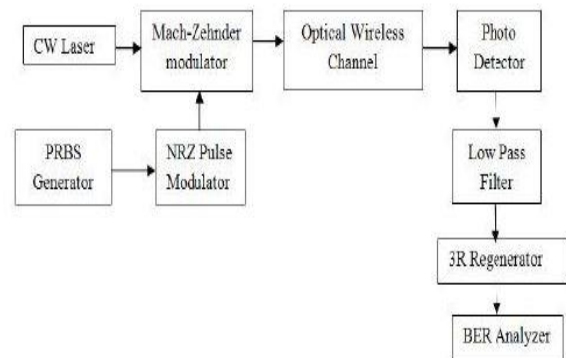 CW Laser
Mach-Zehnder
modulator
Optical Wireless
Channel
Photo
Detector
PRBS
Generator
NRZ Pulse
Modulator
Low Pass
Filter
3R Regenerator
BER Analyzer